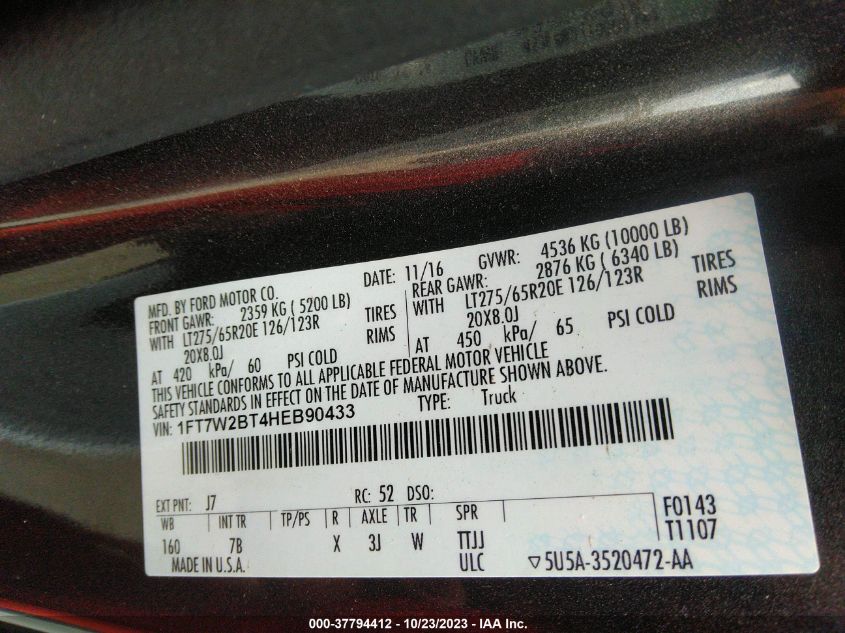 MFD. BY FORD MOTOR CO. DATE: 11/16 GVWR: 4536 KG (10000 LB)
FRONT GAWR: 2359 KG ( 5200 LB) REAR GAWR: 2876 KG ( 6340 LB)
WITH LT275/65R20E 126/123R TIRES WITH LT275/65R20E 126/123R TIRES
20X8.0J RIMS 20X8.0J RIMS
AT 420 kPa/ 60 PSI COLD AT 450 kPa/ 65 PSI COLD
THIS VEHICLE CONFORMS TO ALL APPLICABLE FEDERAL MOTOR VEHICLE
SAFETY STANDARDS IN EFFECT ON THE DATE OF MANUFACTURE SHOWN ABOVE.
VIN: 1FT7W2BT4HEB90433 TYPE: Truck
EXT PNT: J7 RC: 52 DSO:
WB INT TR TP/PS R AXLE TR SPR F0143
160 7B X 3J W TTJJ T1107
MADE IN U.S.A. ULC ▽5U5A-3520472-AA
000-37794412 - 10/23/2023 - IAA Inc.